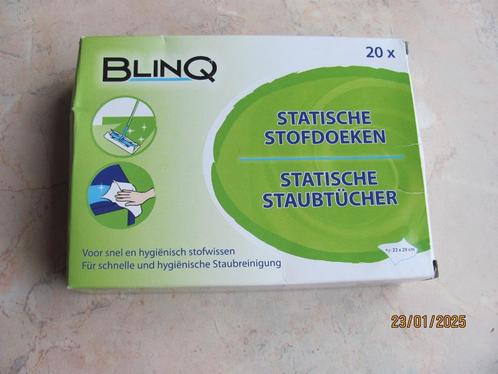 BLINQ
20 x
STATISCHE
STOFDOEKEN
STATISCHE
STAUBTÜCHER
Voor snel en hygiënisch stofwissen
Für schnelle und hygiënische Staubreinigung
23/01/2025